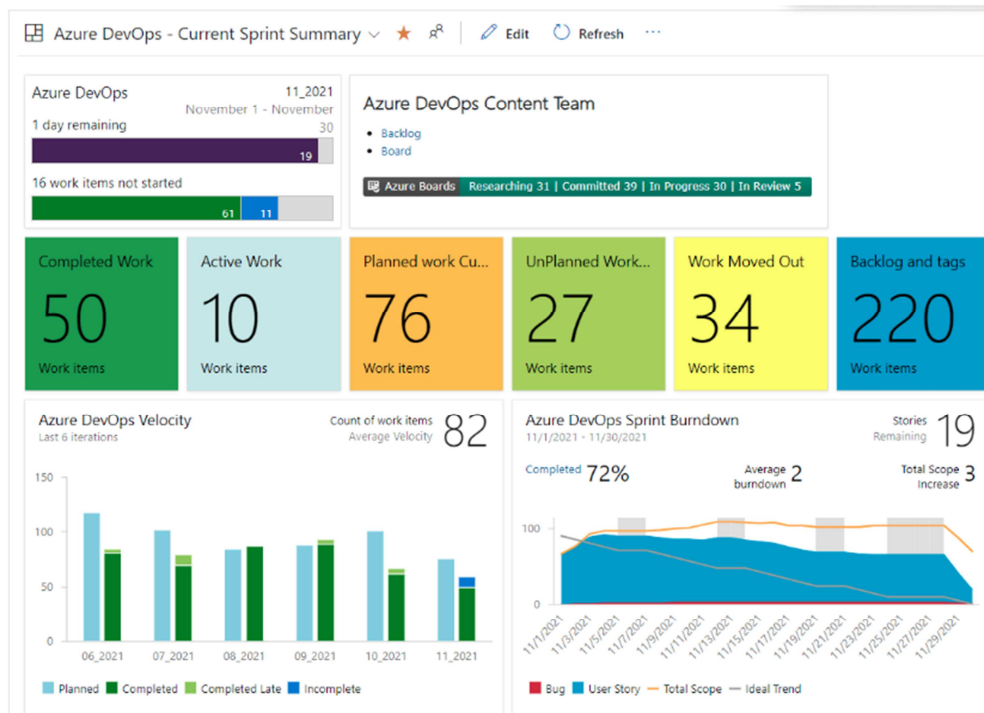 Azure DevOps - Current Sprint Summary Edit Refresh ...
Azure DevOps 11_2021
November 1 - November
1 day remaining 30
19
16 work items not started
61 11
Azure DevOps Content Team
• Backlog
• Board
Azure Boards Researching 31 | Committed 39 | In Progress 30 | In Review 5
Completed Work
50
Work items
Active Work
10
Work items
Planned work Cu...
76
Work items
UnPlanned Work...
27
Work items
Work Moved Out
34
Work items
Backlog and tags
220
Work items
Azure DevOps Velocity
Last 6 iterations
Count of work items
Average Velocity
82
150
100
50
0
06_2021 07_2021 08_2021 09_2021 10_2021 11_2021
Planned Completed Completed Late Incomplete
Azure DevOps Sprint Burndown
11/1/2021 - 11/30/2021
Stories
Remaining
19
Completed 72%
Average
burndown
2
Total Scope
Increase
3
100
0
11/1/2021 11/3/2021 11/5/2021 11/7/2021 11/9/2021 11/11/2021 11/13/2021 11/15/2021 11/17/2021 11/19/2021 11/21/2021 11/23/2021 11/25/2021 11/27/2021 11/29/2021
Bug User Story Total Scope Ideal Trend